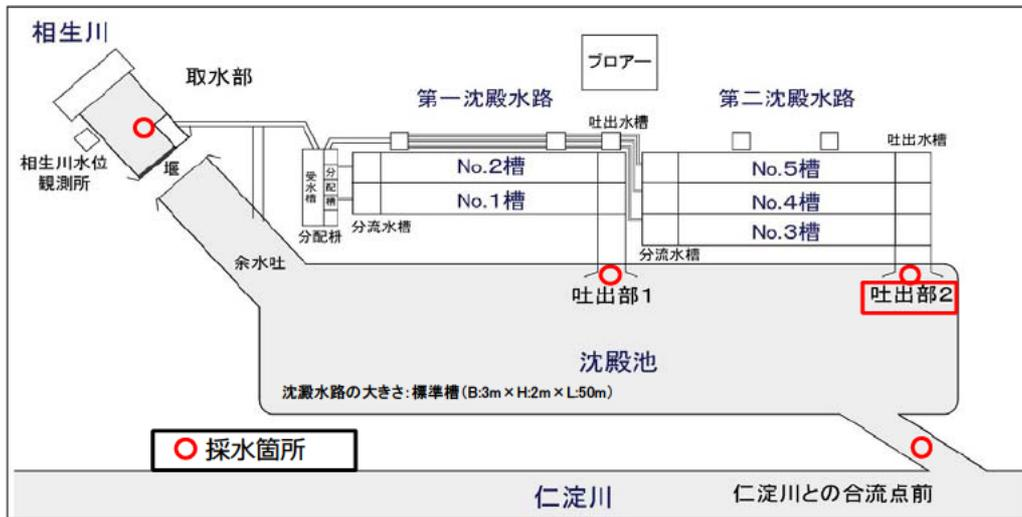 相生川
取水部
ブロアー
第一沈殿水路
第二沈殿水路
吐出水槽
吐出水槽
相生川水位
観測所
堰
受水槽
分配槽
No.2槽
No.1槽
No.5槽
No.4槽
No.3槽
分配枡
分流水槽
分流水槽
余水吐
吐出部1
吐出部2
沈殿池
沈澱水路の大きさ:標準槽(B:3m×H:2m×L:50m)
採水箇所
仁淀川
仁淀川との合流点前